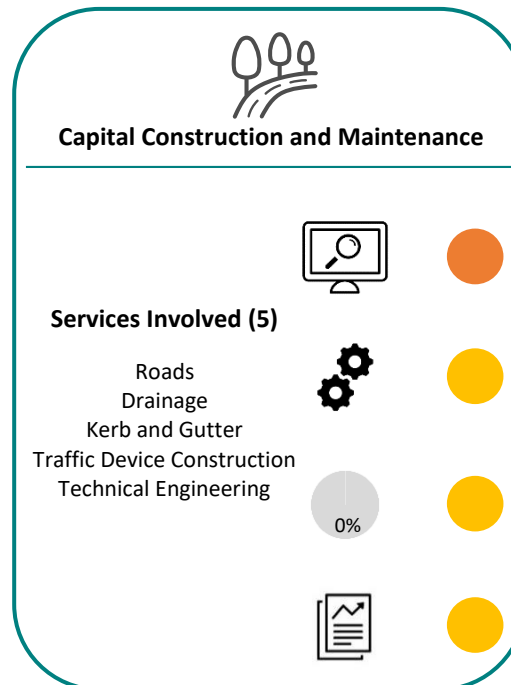 Capital Construction and Maintenance
Services Involved (5)
Roads
Drainage
Kerb and Gutter
Traffic Device Construction
Technical Engineering
0%